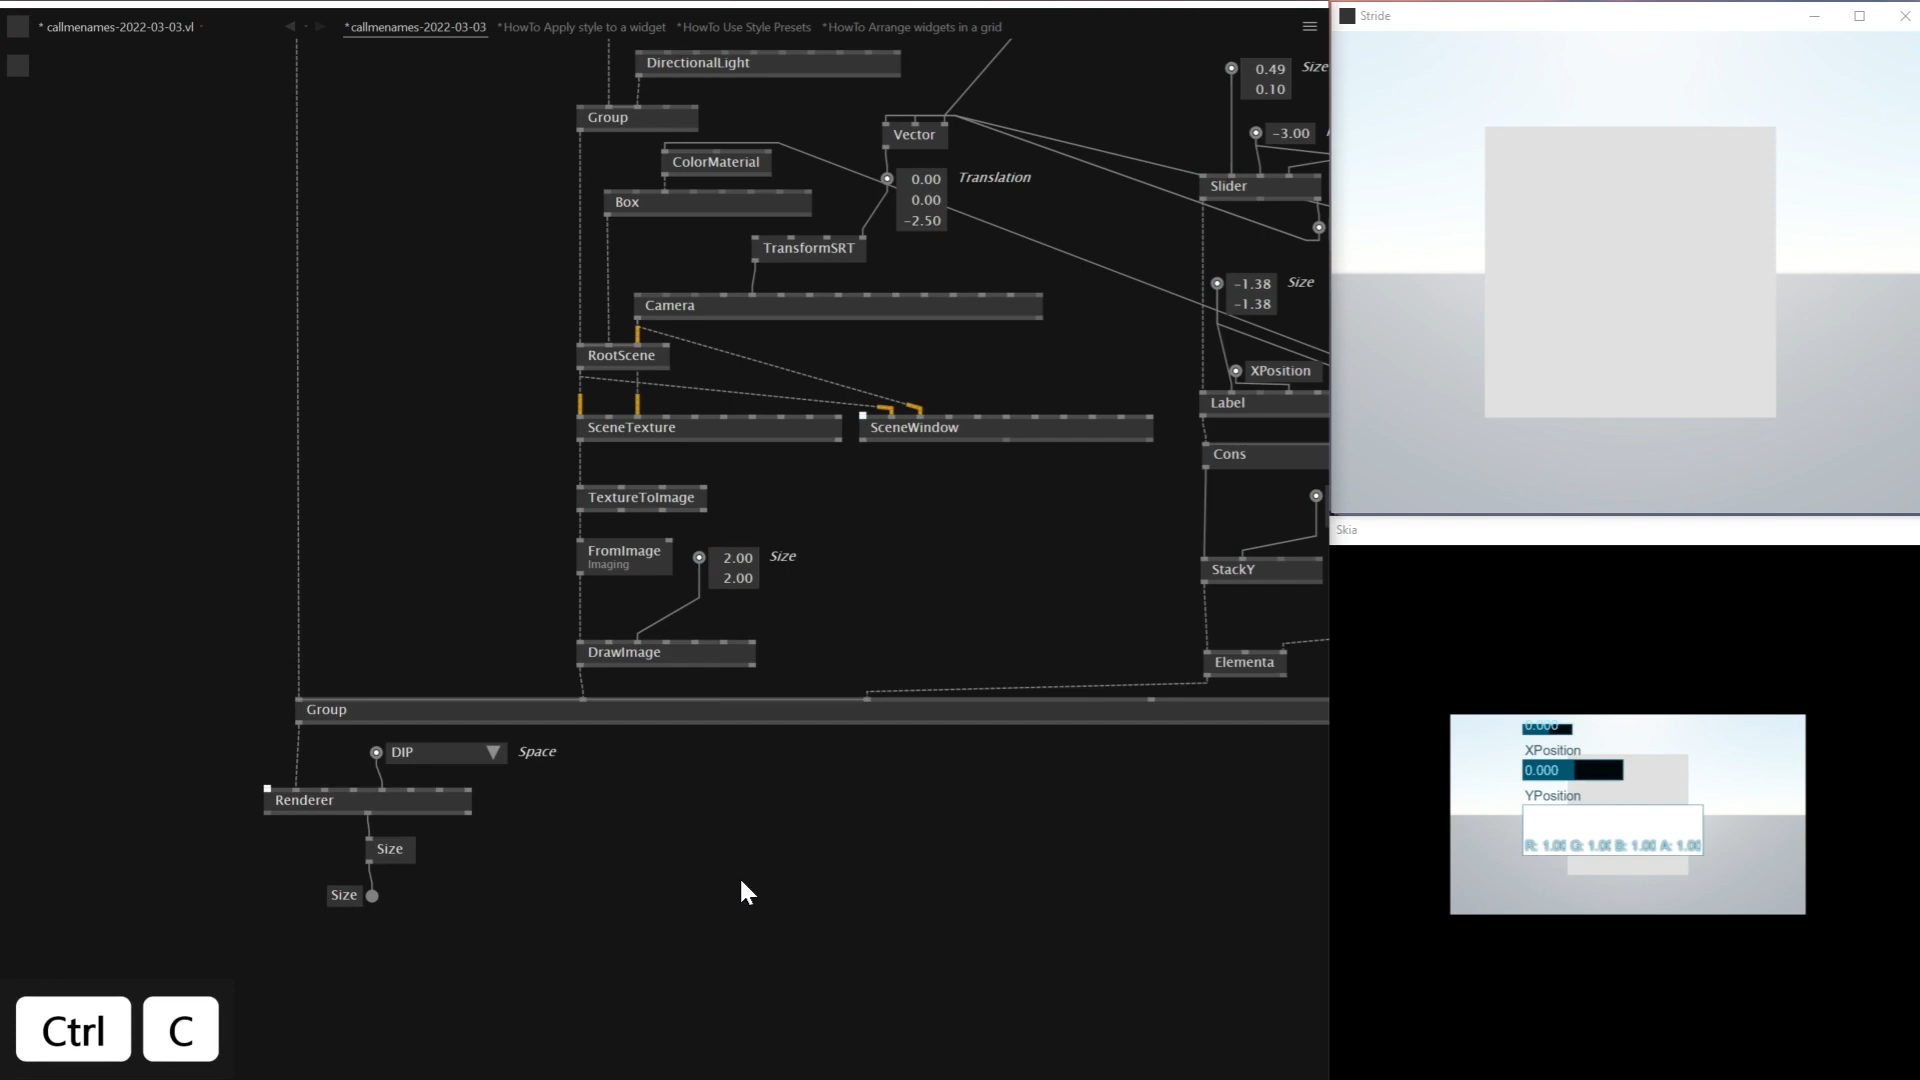 * callmenames-2022-03-03.vl
*callmenames-2022-03-03
*HowTo Apply style to a widget
*HowTo Use Style Presets
*HowTo Arrange widgets in a grid
Stride
DirectionalLight
Group
ColorMaterial
Box
Vector
0.00
0.00
-2.50
Translation
TransformSRT
Camera
RootScene
SceneTexture
SceneWindow
TextureToImage
FromImage
Imaging
2.00
2.00
Size
DrawImage
Group
DIP
Space
Renderer
Size
Size
0.49
0.10
Size
-3.00
Slider
-1.38
-1.38
Size
XPosition
Label
Cons
StackY
Elementa
Skia
0.000
XPosition
0.000
YPosition
R: 1.00 G: 1.00 B: 1.00 A: 1.00
Ctrl
C